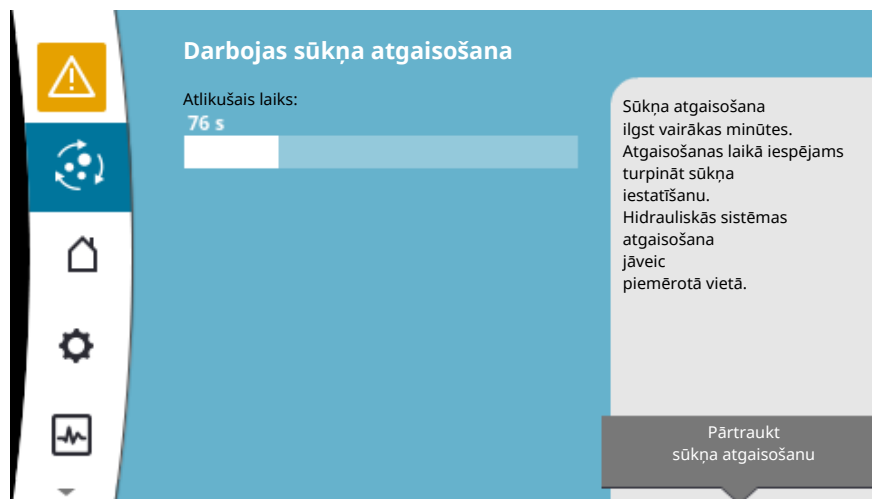 Darbojas sūkņa atgaisošana
Atlikušais laiks:
76 s
Sūkņa atgaisošana
ilgst vairākas minūtes.
Atgaisošanas laikā iespējams
turpināt sūkņa
iestatīšanu.
Hidrauliskās sistēmas
atgaisošana
jāveic
piemērotā vietā.
Pārtraukt
sūkņa atgaisošanu